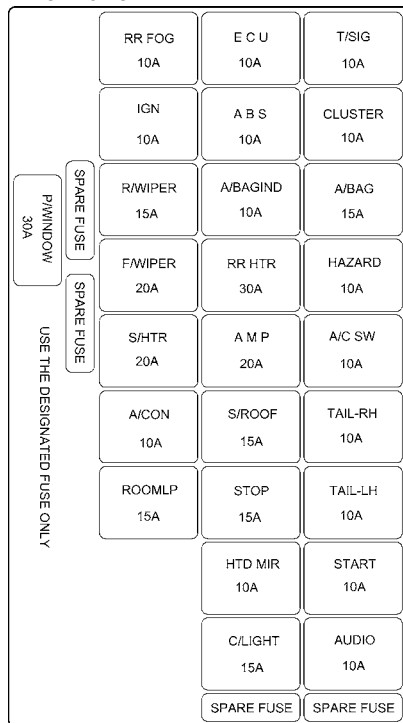 RR FOG
10A
E C U
10A
T/SIG
10A
IGN
10A
A B S
10A
CLUSTER
10A
R/WIPER
15A
A/BAGIND
10A
A/BAG
15A
F/WIPER
20A
RR HTR
30A
HAZARD
10A
S/HTR
20A
A M P
20A
A/C SW
10A
A/CON
10A
S/ROOF
15A
TAIL-RH
10A
ROOMLP
15A
STOP
15A
TAIL-LH
10A
HTD MIR
10A
START
10A
C/LIGHT
15A
AUDIO
10A
SPARE FUSE
SPARE FUSE
SPARE FUSE
SPARE FUSE
P/WINDOW
30A
USE THE DESIGNATED FUSE ONLY